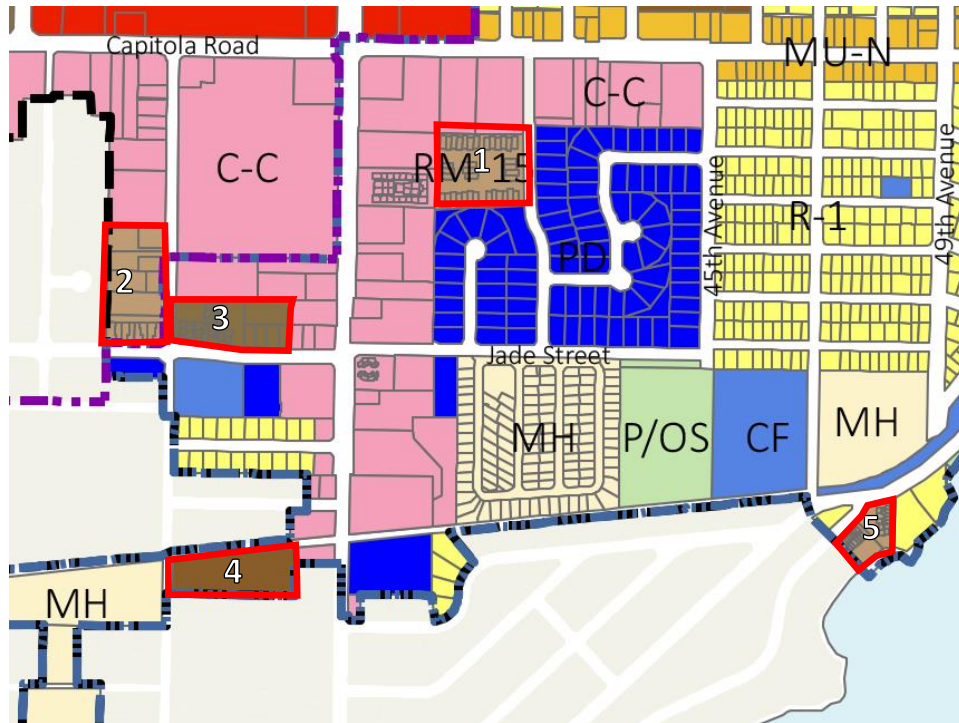 Capitola Road
MU-N
C-C
C-C
RM-15
1
45th Avenue
R-1
49th Avenue
2
PD
3
Jade Street
MH
P/OS
CF
MH
5
4
MH